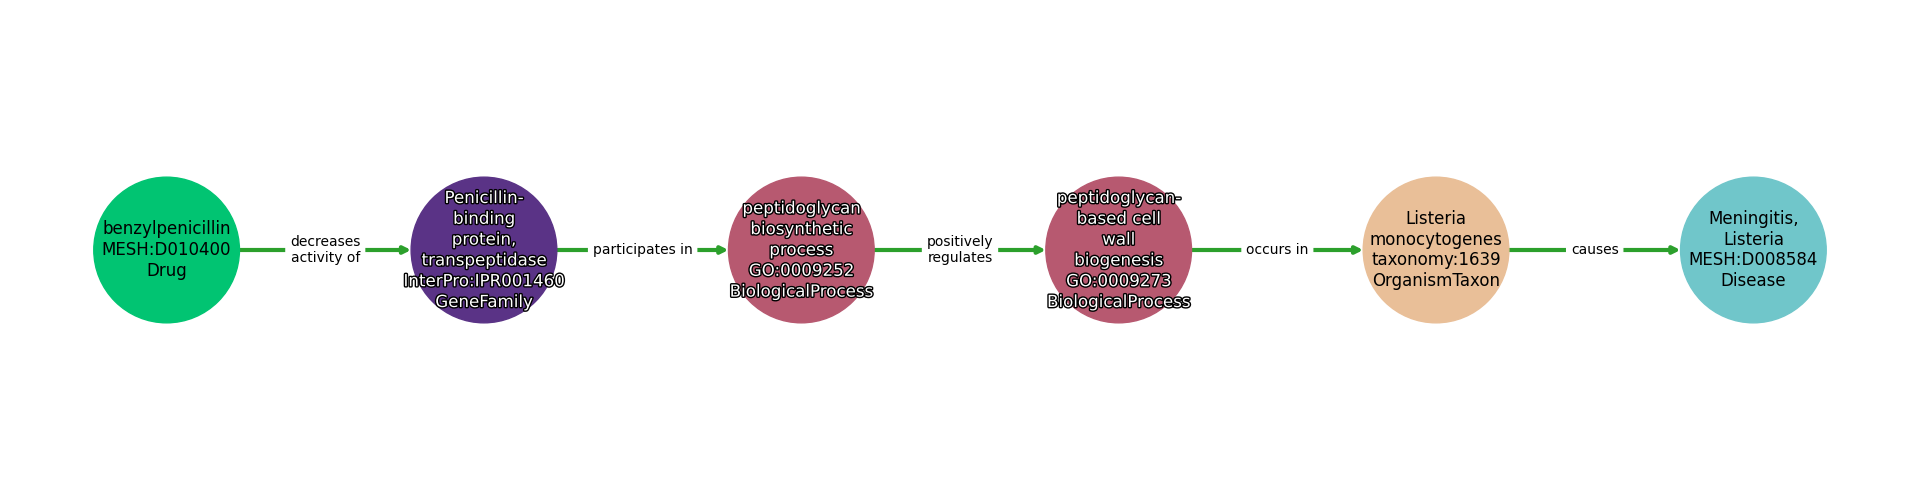 benzylpenicillin
MESH:D010400
Drug
decreases
activity of
Penicillin-
binding
protein,
transpeptidase
InterPro:IPR001460
GeneFamily
participates in
peptidoglycan
biosynthetic
process
GO:0009252
BiologicalProcess
positively
regulates
peptidoglycan-
based cell
wall
biogenesis
GO:0009273
BiologicalProcess
occurs in
Listeria
monocytogenes
taxonomy:1639
OrganismTaxon
causes
Meningitis,
Listeria
MESH:D008584
Disease